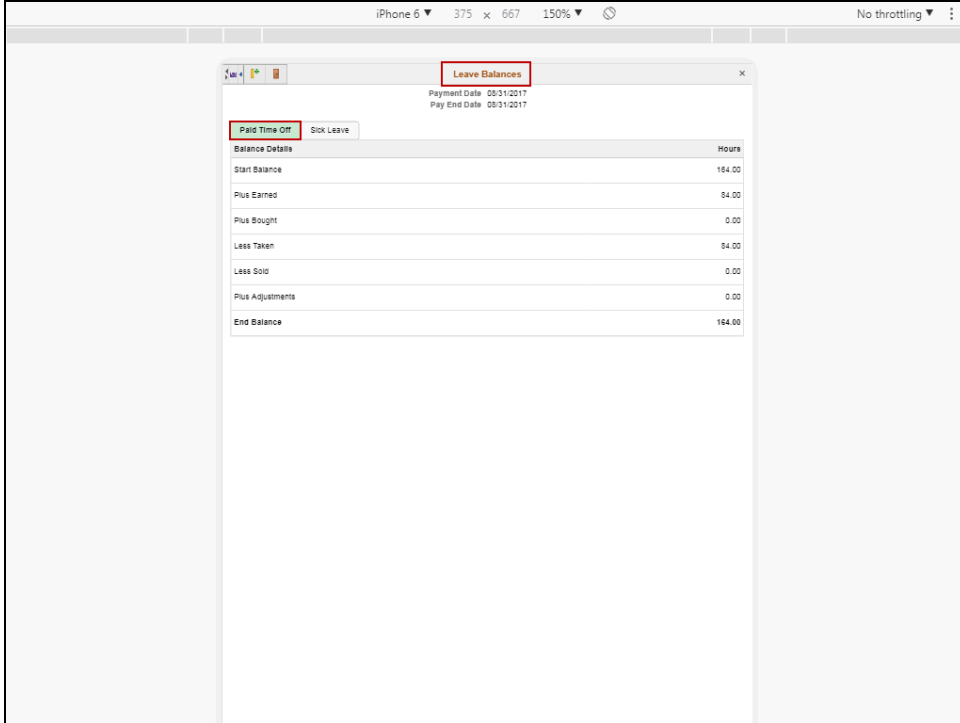 iPhone 6 ▼ 375 × 667 150% ▼ No throttling ▼
Leave Balances ×
Payment Date 08/31/2017
Pay End Date 08/31/2017
Paid Time Off Sick Leave
Balance Details Hours
Start Balance 164.00
Plus Earned 84.00
Plus Bought 0.00
Less Taken 84.00
Less Sold 0.00
Plus Adjustments 0.00
End Balance 164.00